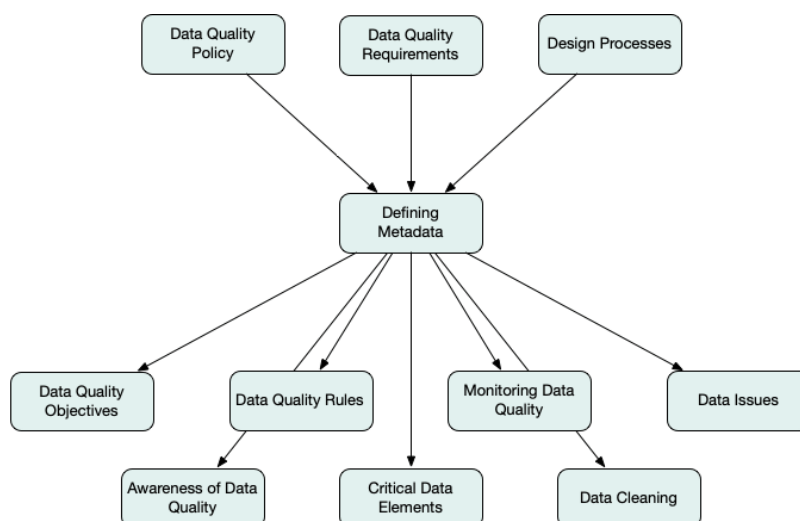 Data Quality
Policy
Data Quality
Requirements
Design Processes
Defining
Metadata
Data Quality
Objectives
Data Quality Rules
Monitoring Data
Quality
Data Issues
Awareness of Data
Quality
Critical Data
Elements
Data Cleaning